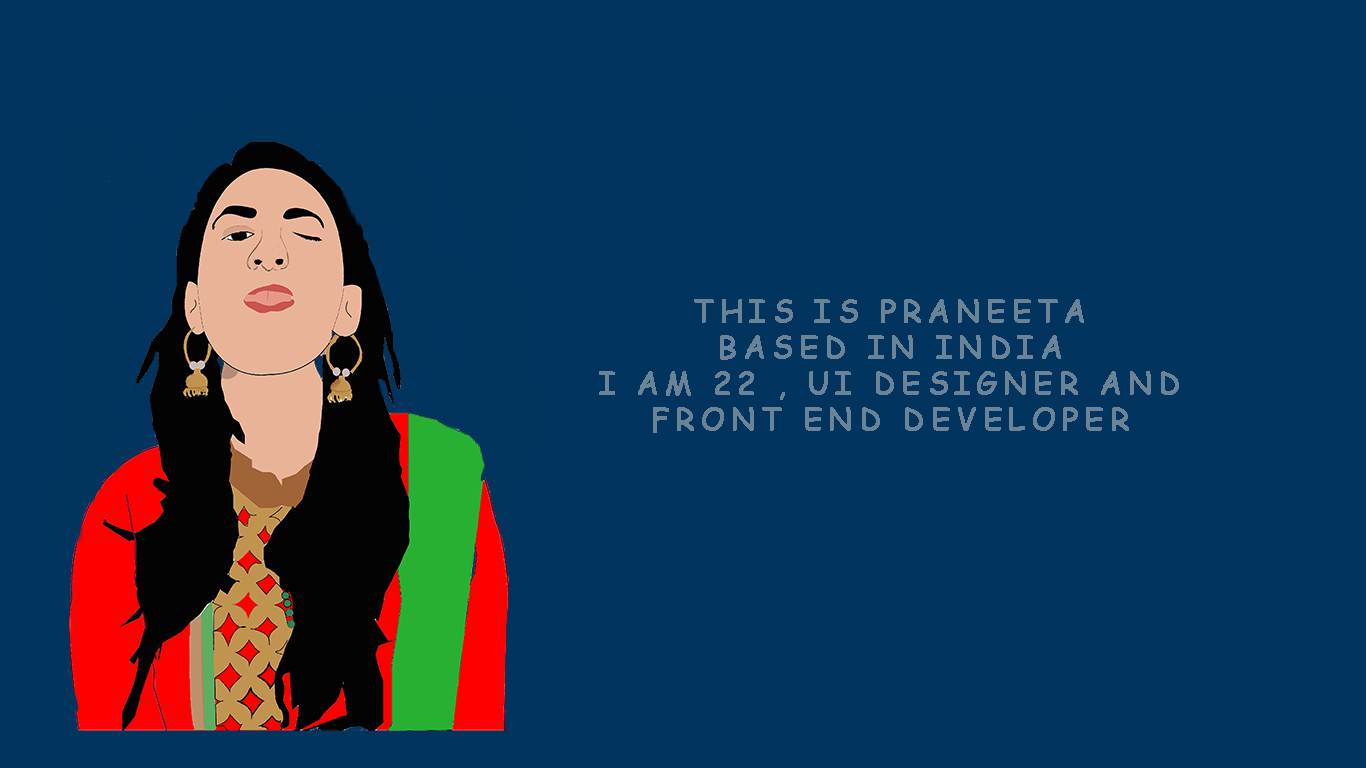 THIS IS PRANEETA
BASED IN INDIA
I AM 22 , UI DESIGNER AND
FRONT END DEVELOPER